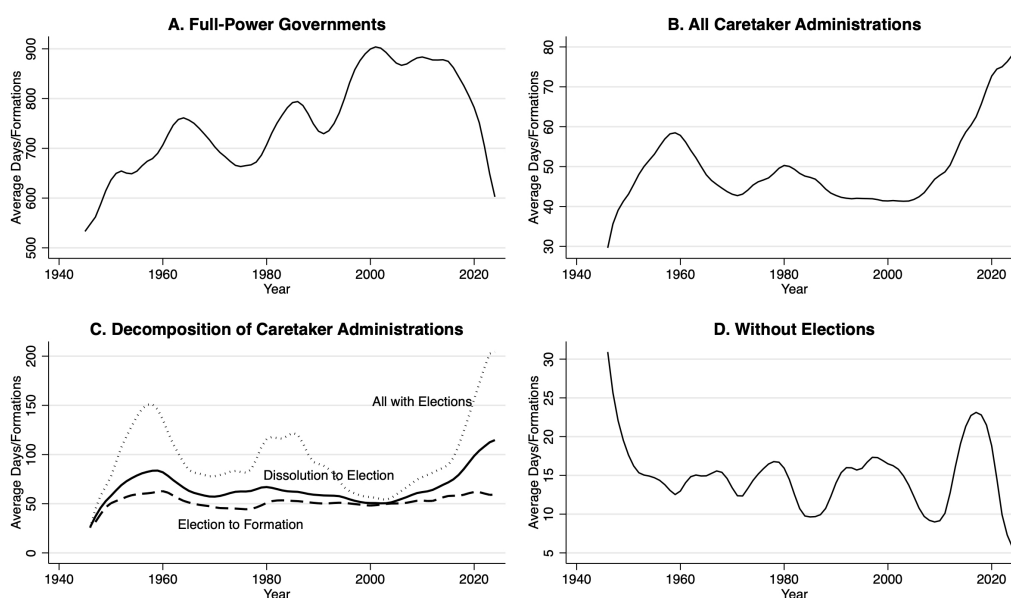 A. Full-Power Governments
Average Days/Formations
900
800
700
600
500
1940 1960 1980 2000 2020
Year
B. All Caretaker Administrations
Average Days/Formations
80
70
60
50
40
30
1940 1960 1980 2000 2020
Year
C. Decomposition of Caretaker Administrations
Average Days/Formations
200
150
100
50
0
All with Elections
Dissolution to Election
Election to Formation
1940 1960 1980 2000 2020
Year
D. Without Elections
Average Days/Formations
30
25
20
15
10
5
1940 1960 1980 2000 2020
Year